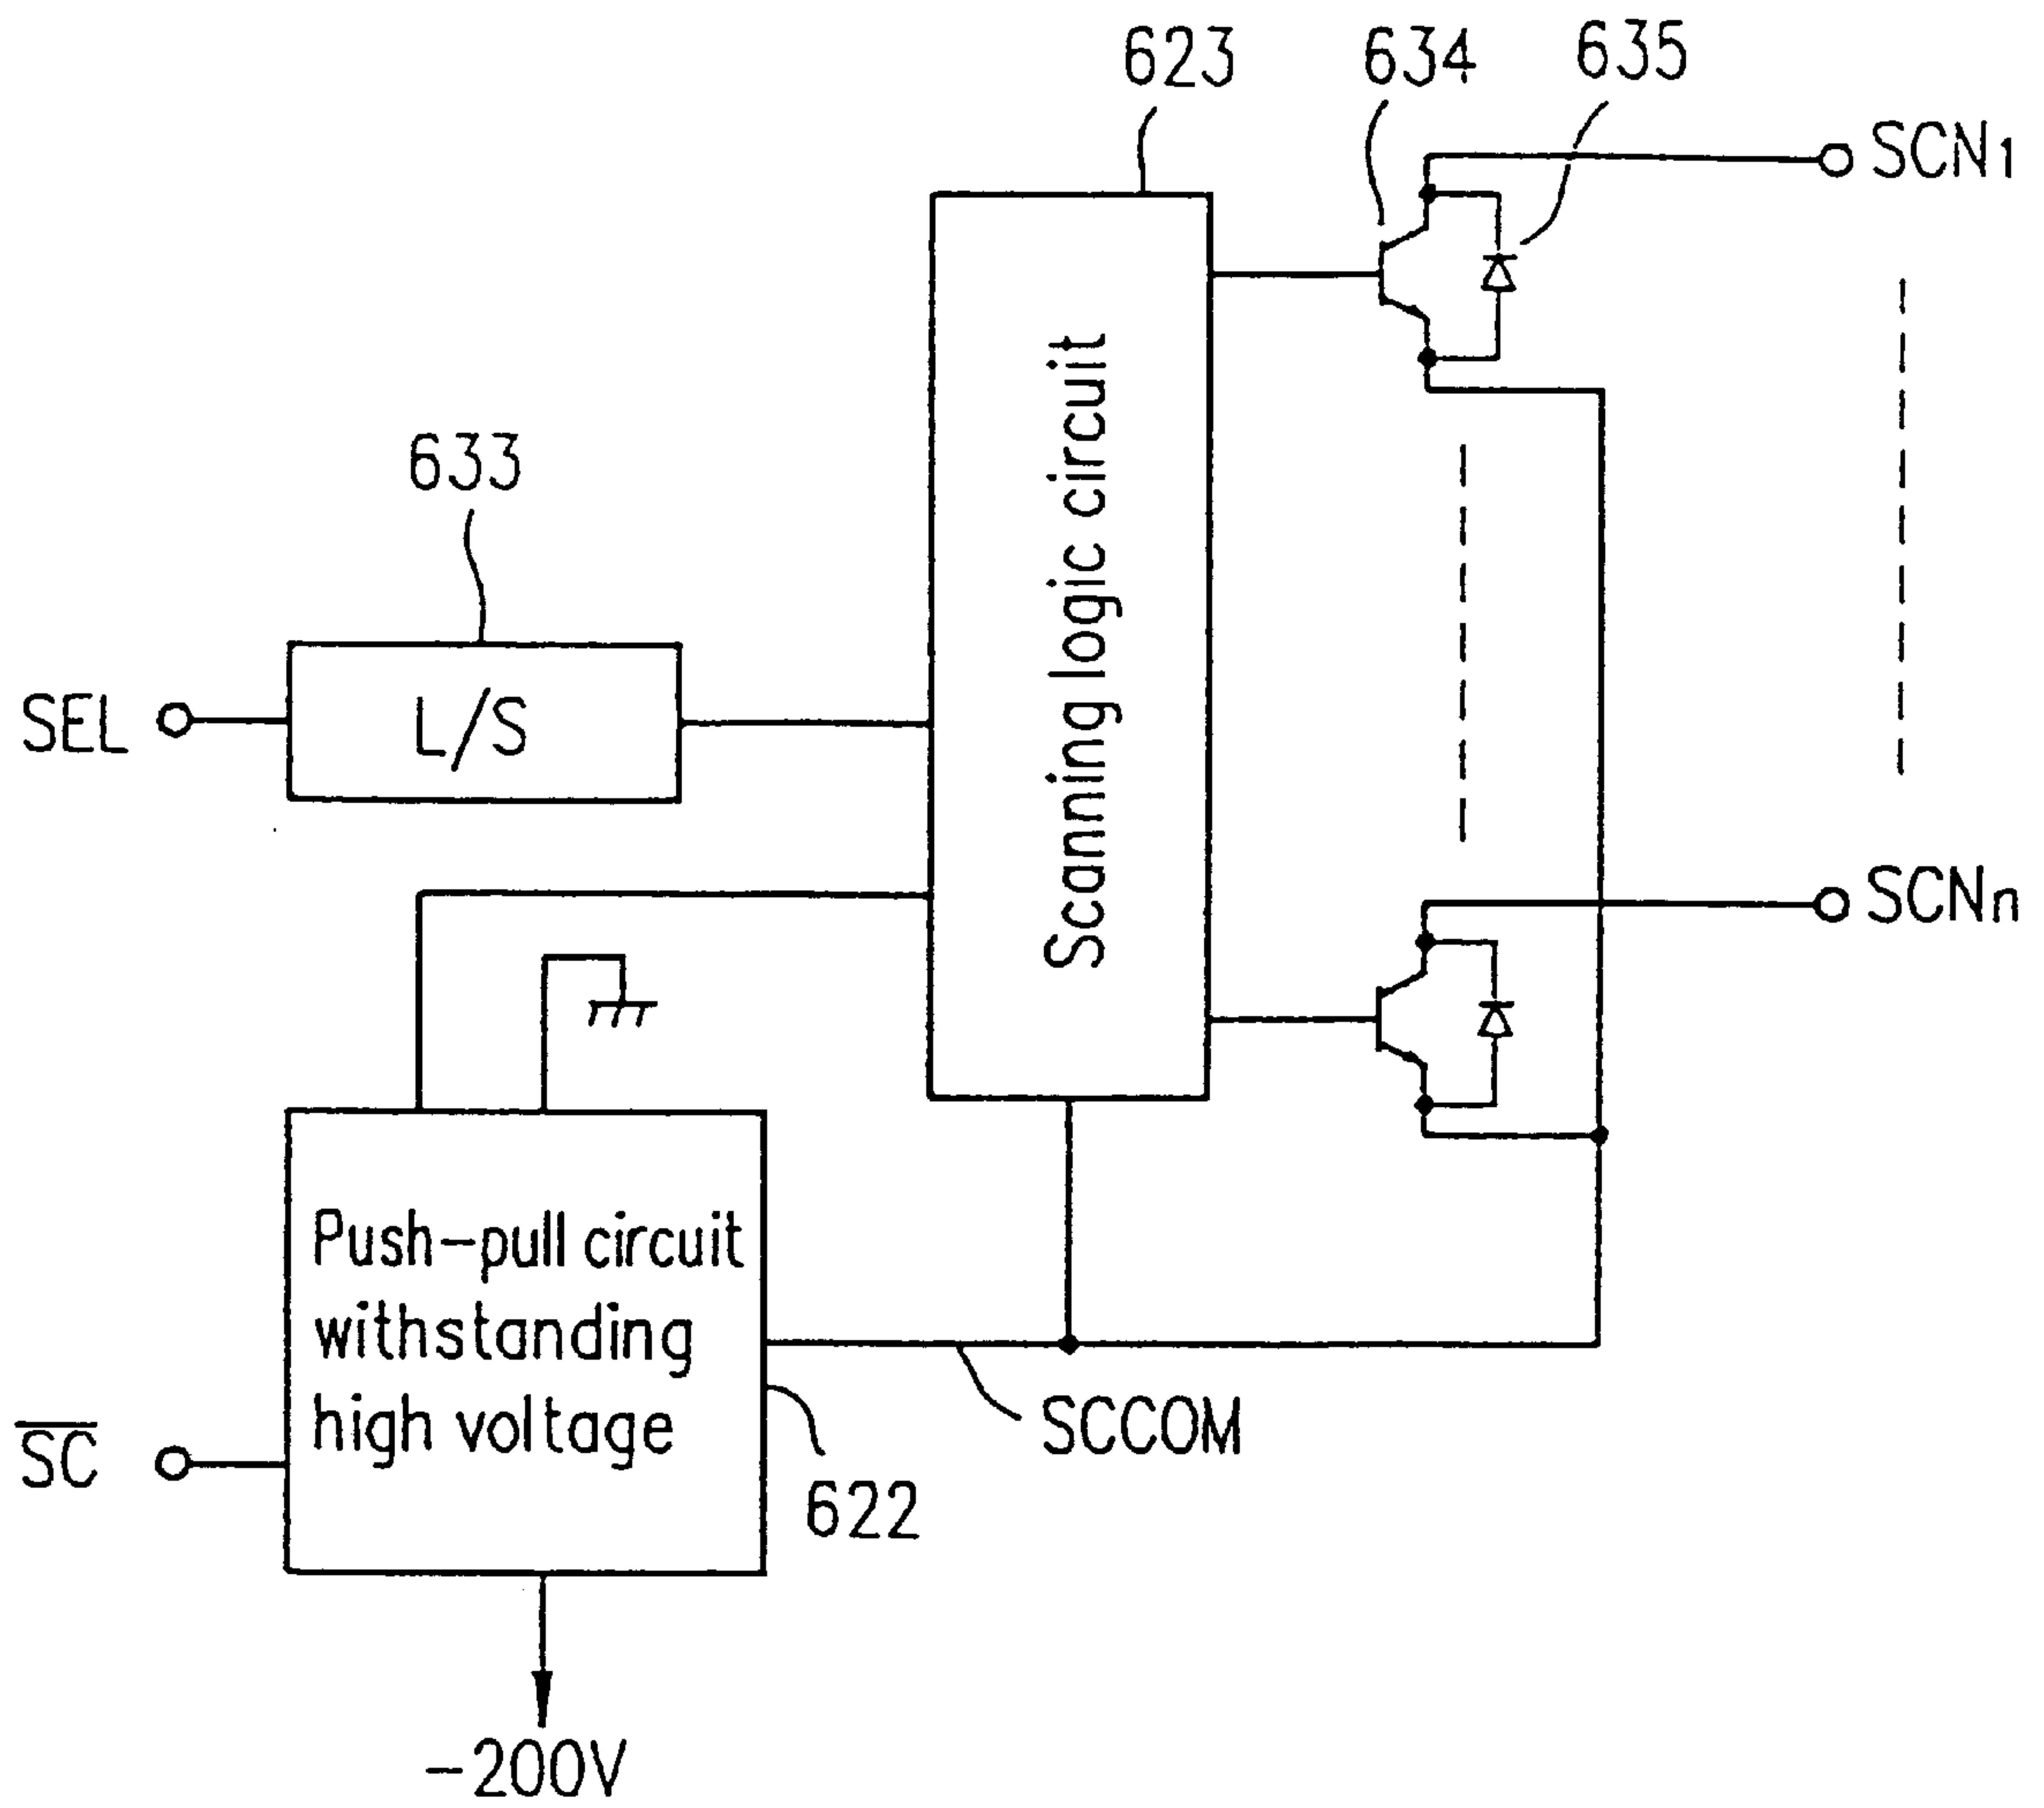 623
634
635
SCN1
633
SEL
L/S
Scanning logic circuit
SCNn
Push-pull circuit
withstanding
high voltage
SC
SCCOM
622
-200V